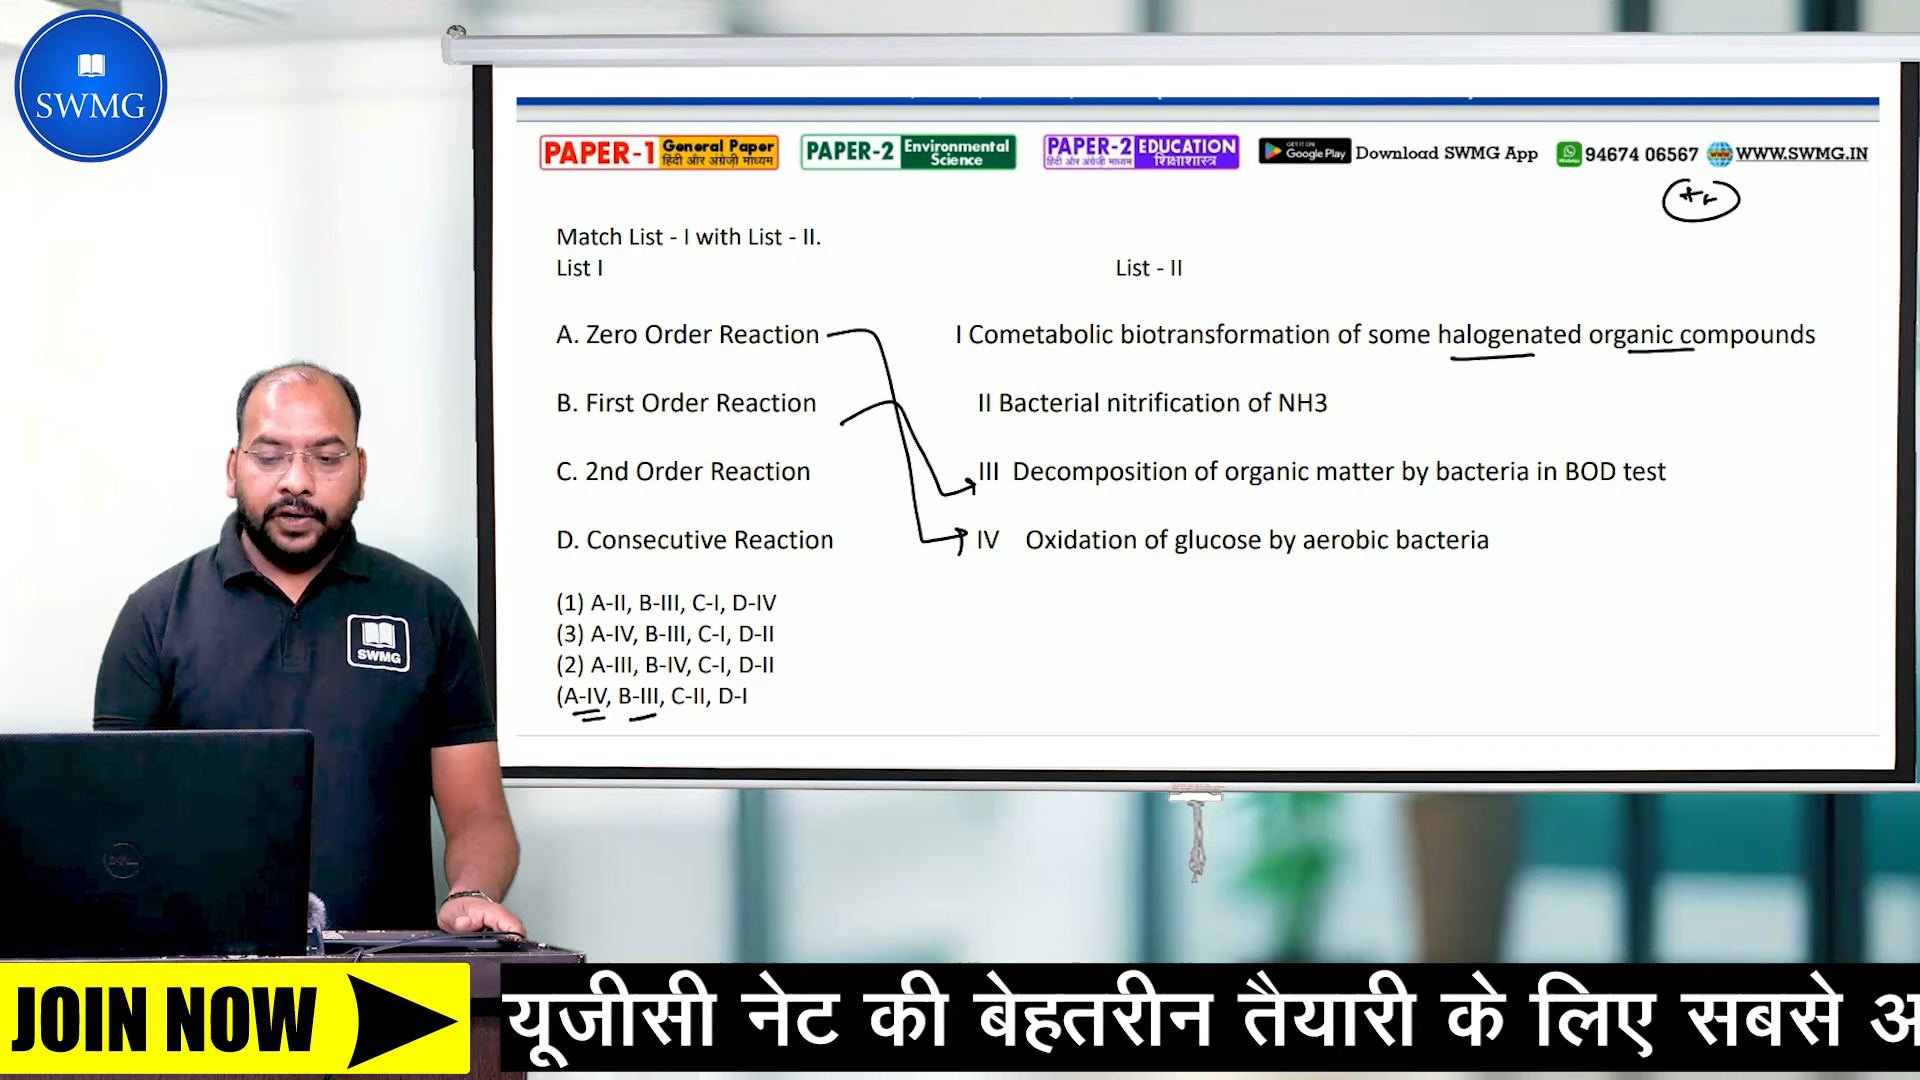 SWMG
PAPER-1 General Paper हिंदी और अंग्रेजी माध्यम PAPER-2 Environmental Science PAPER-2 हिंदी और अंग्रेजी माध्यम EDUCATION शिक्षाशास्त्र GET IT ON Google Play Download SWMG App 94674 06567 WWW.SWMG.IN
Match List - I with List - II.
List I List - II
A. Zero Order Reaction I Cometabolic biotransformation of some halogenated organic compounds
B. First Order Reaction II Bacterial nitrification of NH3
C. 2nd Order Reaction III Decomposition of organic matter by bacteria in BOD test
D. Consecutive Reaction IV Oxidation of glucose by aerobic bacteria
(1) A-II, B-III, C-I, D-IV
(3) A-IV, B-III, C-I, D-II
(2) A-III, B-IV, C-I, D-II
(A-IV, B-III, C-II, D-I
SWMG
DELL
JOIN NOW यूजीसी नेट की बेहतरीन तैयारी के लिए सबसे अ